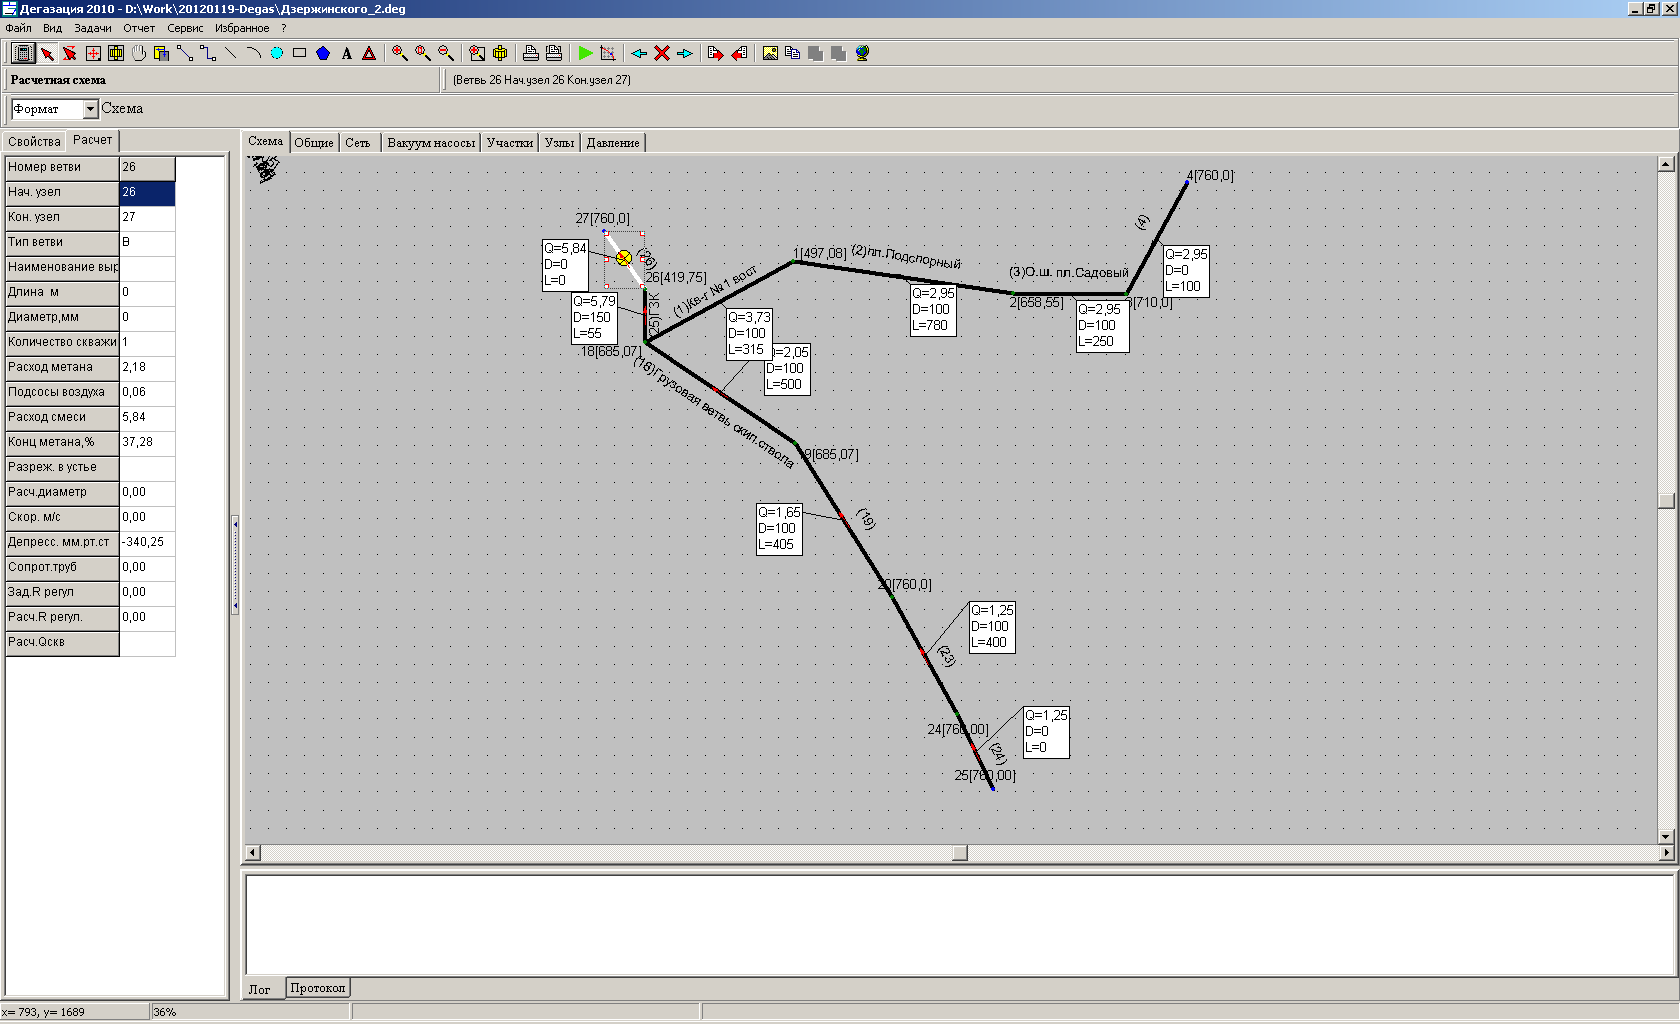 Дегазация 2010 - D:\Work\20120119-Degas\Дзержинского_2.deg
Файл Вид Задачи Отчет Сервис Избранное ?
Расчетная схема
(Ветвь 26 Нач.узел 26 Кон.узел 27)
Формат Схема
Свойства Расчет
Номер ветви 26
Нач. узел 26
Кон. узел 27
Тип ветви В
Наименование выр
Длина м 0
Диаметр,мм 0
Количество скважи 1
Расход метана 2,18
Подсосы воздуха 0,06
Расход смеси 5,84
Конц метана,% 37,28
Разреж. в устье
Расч.диаметр 0,00
Скор. м/с 0,00
Депресс. мм.рт.ст -340,25
Сопрот.труб 0,00
Зад.R регул 0,00
Расч.R регул. 0,00
Расч.Qскв
Схема Общие Сеть Вакуум насосы Участки Узлы Давление
4[760,0]
(4)
27[760,0]
Q=5,84
D=0
L=0
(26)
26[419,75]
Q=5,79
D=150
L=55
18[685,07]
(1)Кв-г №1 вост
1[497,08]
(2)пл.Подспорный
(3)О.ш. пл.Садовый
Q=2,95
D=0
L=100
2[658,55]
3[710,0]
Q=2,95
D=100
L=780
Q=2,95
D=100
L=250
Q=3,73
D=100
L=315
Q=2,05
D=100
L=500
(18)Грузовая ветвь скип.ствола
19[685,07]
Q=1,65
D=100
L=405
(19)
20[760,0]
Q=1,25
D=100
L=400
(23)
24[760,00]
Q=1,25
D=0
L=0
(24)
25[760,00]
Лог Протокол
x= 793, y= 1689 36%